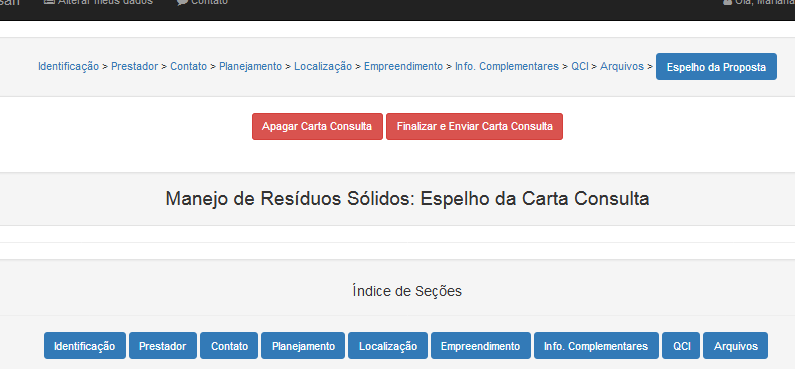 Alterar meus dados Contato Olá, Mariana
Identificação > Prestador > Contato > Planejamento > Localização > Empreendimento > Info. Complementares > QCI > Arquivos > Espelho da Proposta
Apagar Carta Consulta Finalizar e Enviar Carta Consulta
Manejo de Resíduos Sólidos: Espelho da Carta Consulta
Índice de Seções
Identificação Prestador Contato Planejamento Localização Empreendimento Info. Complementares QCI Arquivos